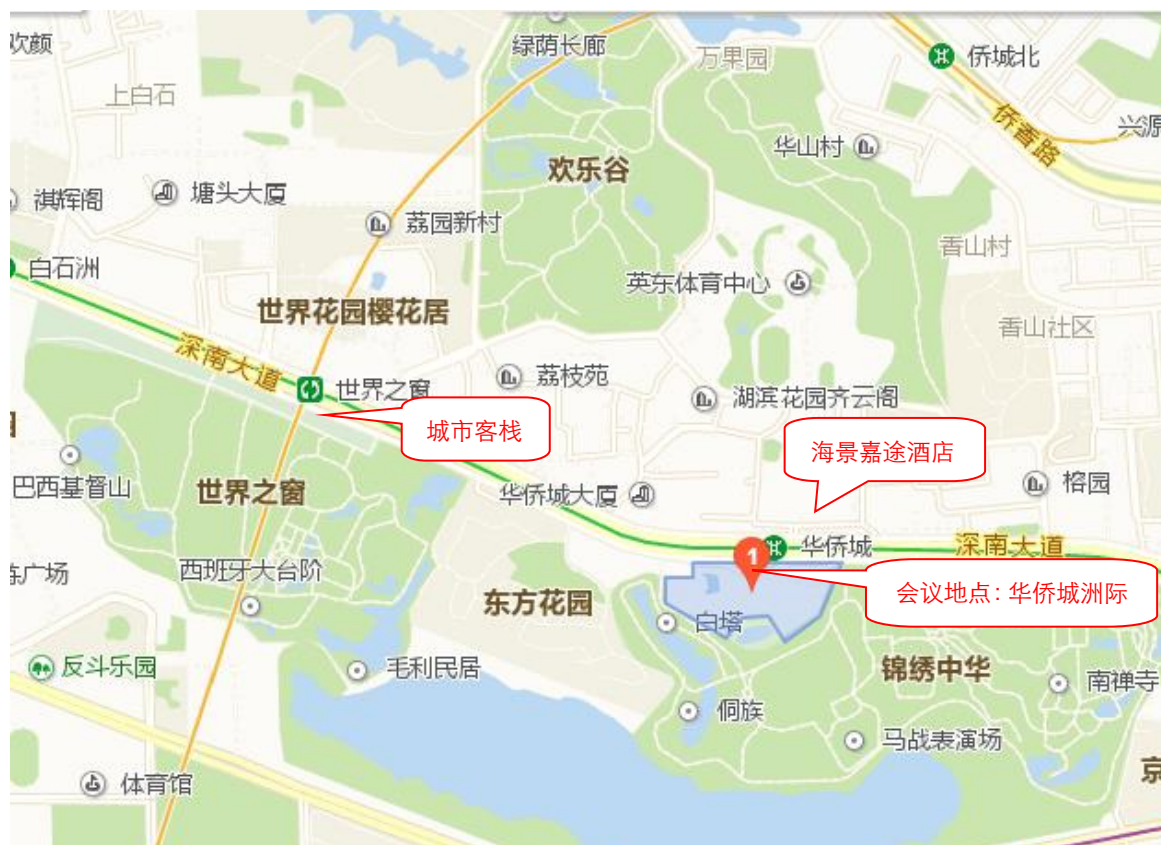 欢颜
绿荫长廊
万果园
侨城北
上白石
侨香路
兴源
华山村
欢乐谷
祺辉阁
塘头大厦
荔园新村
香山村
白石洲
英东体育中心
世界花园樱花居
香山社区
深南大道
世界之窗
荔枝苑
湖滨花园齐云阁
城市客栈
海景嘉途酒店
巴西基督山
世界之窗
华侨城大厦
榕园
1
华侨城
深南大道
广场
西班牙大台阶
东方花园
会议地点：华侨城洲际
白塔
反斗乐园
毛利民居
锦绣中华
南禅寺
侗族
马战表演场
体育馆
京